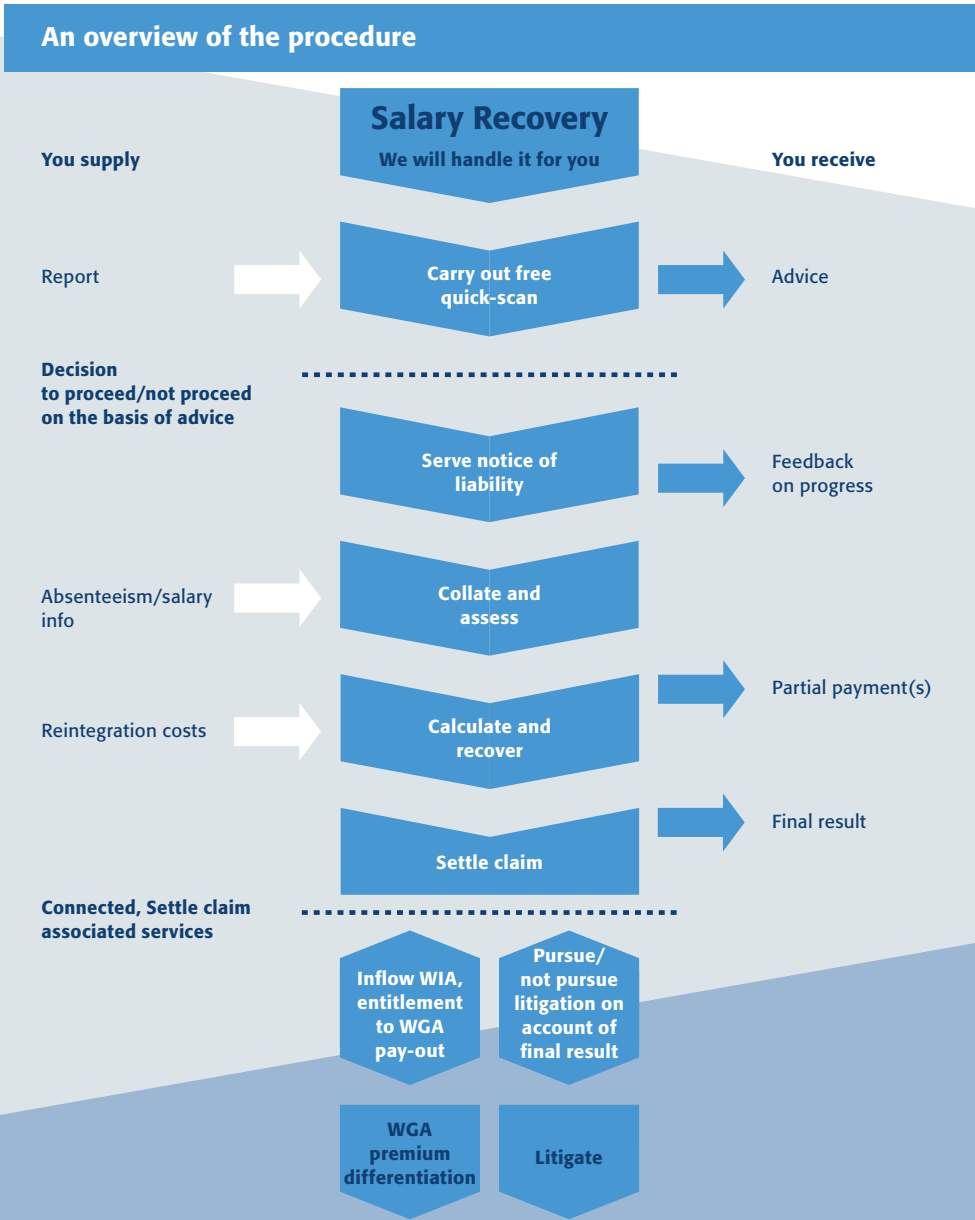 An overview of the procedure
Salary Recovery
We will handle it for you
You supply
You receive
Report
Carry out free
quick-scan
Advice
Decision
to proceed/not proceed
on the basis of advice
Serve notice of
liability
Feedback
on progress
Absenteeism/salary
info
Collate and
assess
Partial payment(s)
Reintegration costs
Calculate and
recover
Final result
Settle claim
Connected, Settle claim
associated services
Inflow WIA,
entitlement
to WGA
pay-out
Pursue/
not pursue
litigation on
account of
final result
WGA
premium
differentiation
Litigate